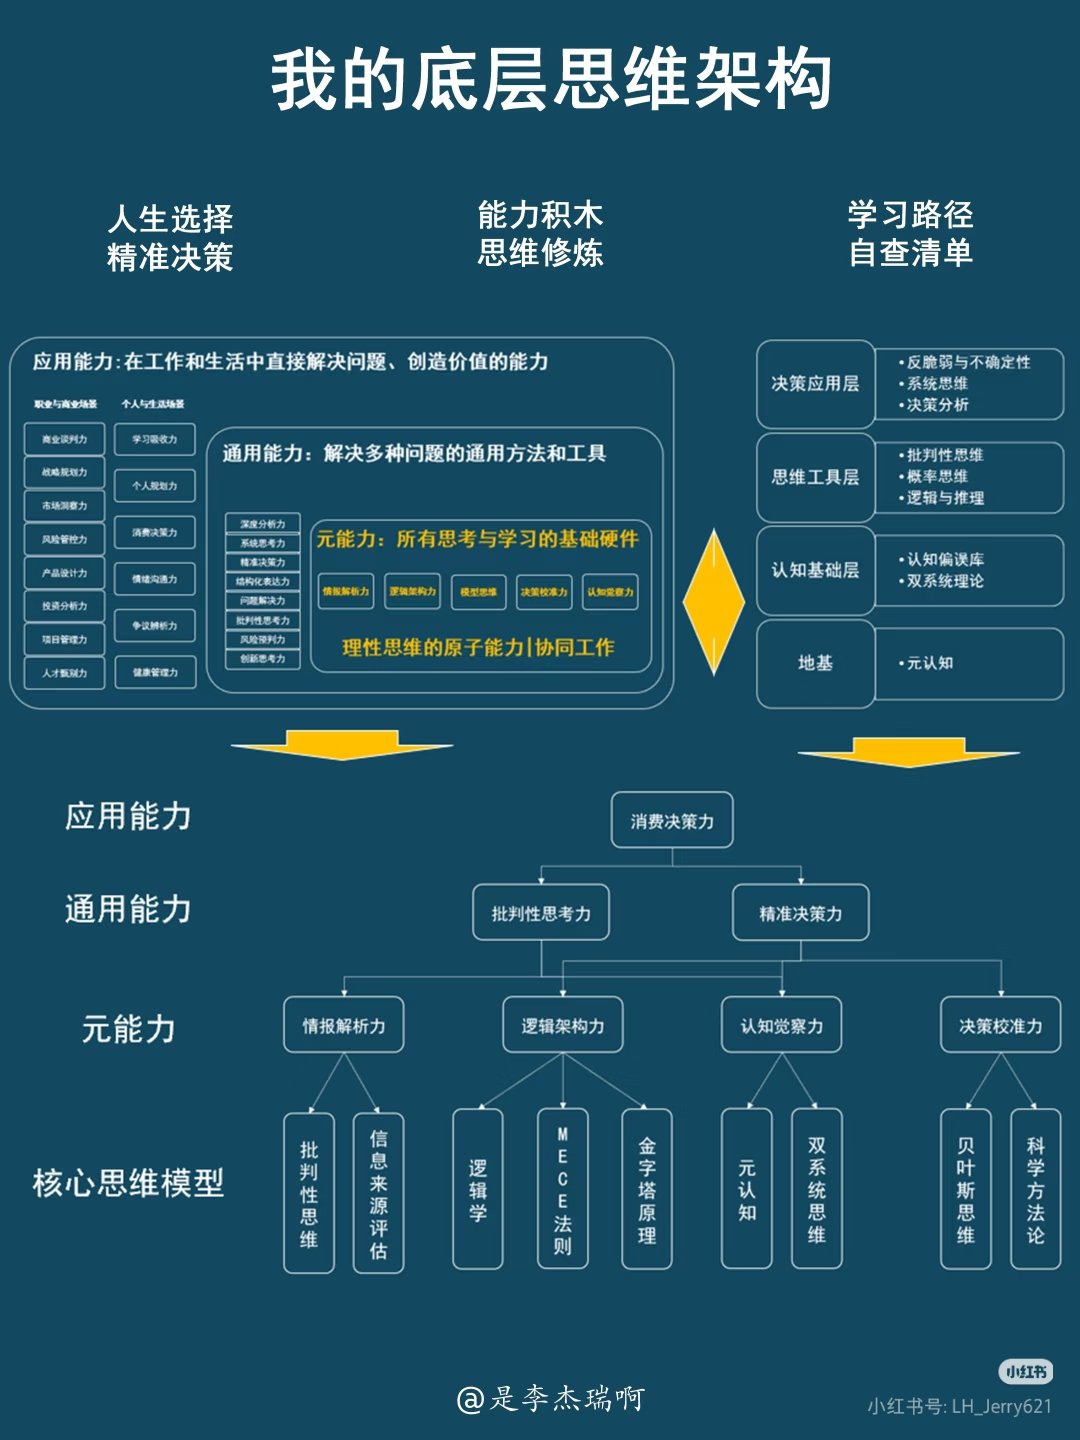 我的底层思维架构
人生选择
精准决策
能力积木
思维修炼
学习路径
自查清单
应用能力:在工作和生活中直接解决问题、创造价值的能力
职业与商业场景
商业谈判力
战略规划力
市场洞察力
风险管控力
产品设计力
投资分析力
项目管理力
人才甄别力
个人与生活场景
学习吸收力
个人规划力
消费决策力
情绪沟通力
争议辨析力
健康管理力
通用能力：解决多种问题的通用方法和工具
深度分析力
系统思考力
精准决策力
结构化表达力
问题解决力
批判性思考力
风险预判力
创新思考力
元能力：所有思考与学习的基础硬件
情报解析力
逻辑架构力
模型思维
决策校准力
认知觉察力
理性思维的原子能力|协同工作
决策应用层
•反脆弱与不确定性
•系统思维
•决策分析
思维工具层
•批判性思维
•概率思维
•逻辑与推理
认知基础层
•认知偏误库
•双系统理论
地基
•元认知
应用能力
消费决策力
通用能力
批判性思考力
精准决策力
元能力
情报解析力
逻辑架构力
认知觉察力
决策校准力
核心思维模型
批判性思维
信息来源评估
逻辑学
MECE法则
金字塔原理
元认知
双系统思维
贝叶斯思维
科学方法论
@是李杰瑞啊
小红书
小红书号: LH_Jerry621